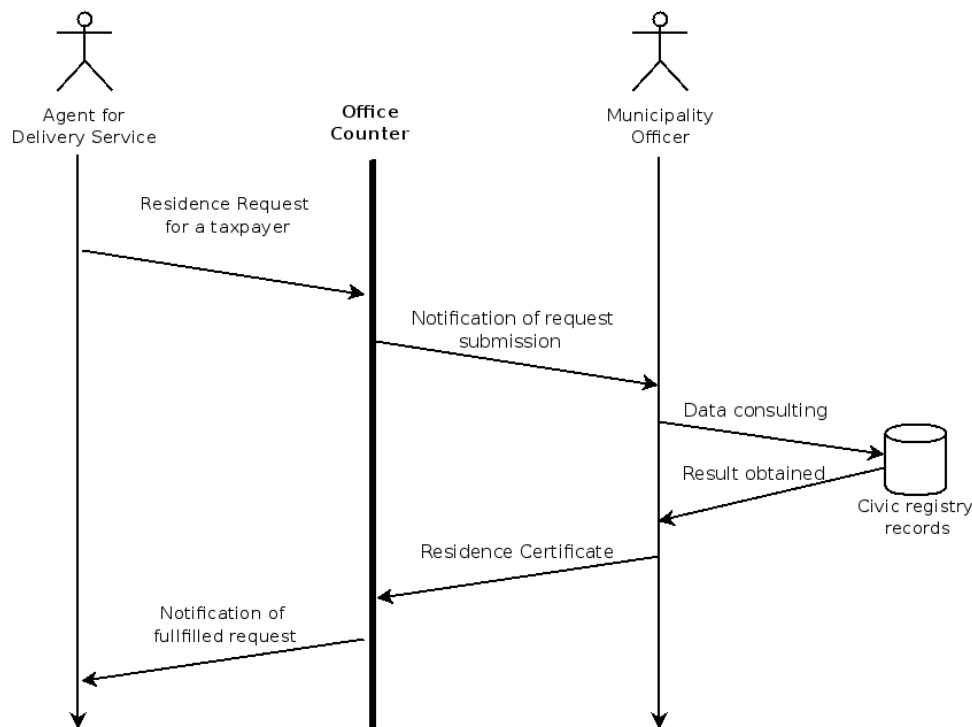 Agent for
Delivery Service
Office
Counter
Municipality
Officer
Residence Request
for a taxpayer
Notification of request
submission
Data consulting
Result obtained
Civic registry
records
Residence Certificate
Notification of
fullfilled request